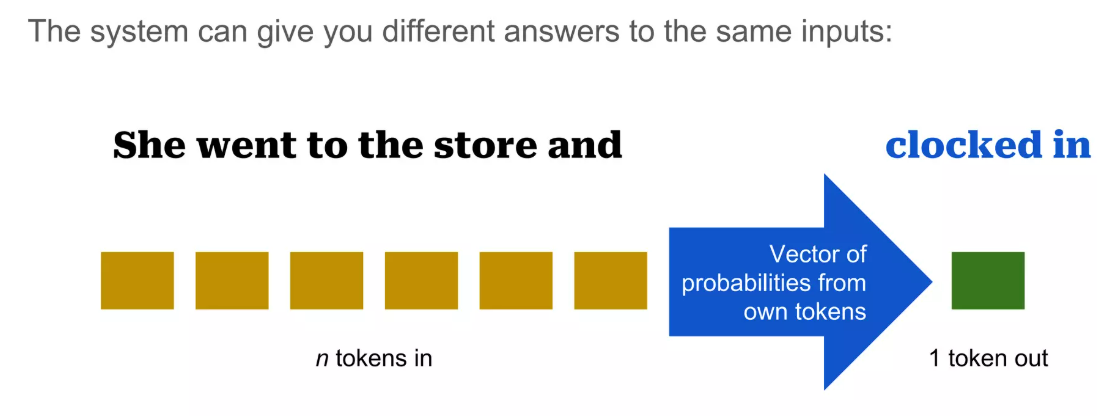 The system can give you different answers to the same inputs:
She went to the store and
clocked in
Vector of
probabilities from
own tokens
n tokens in
1 token out